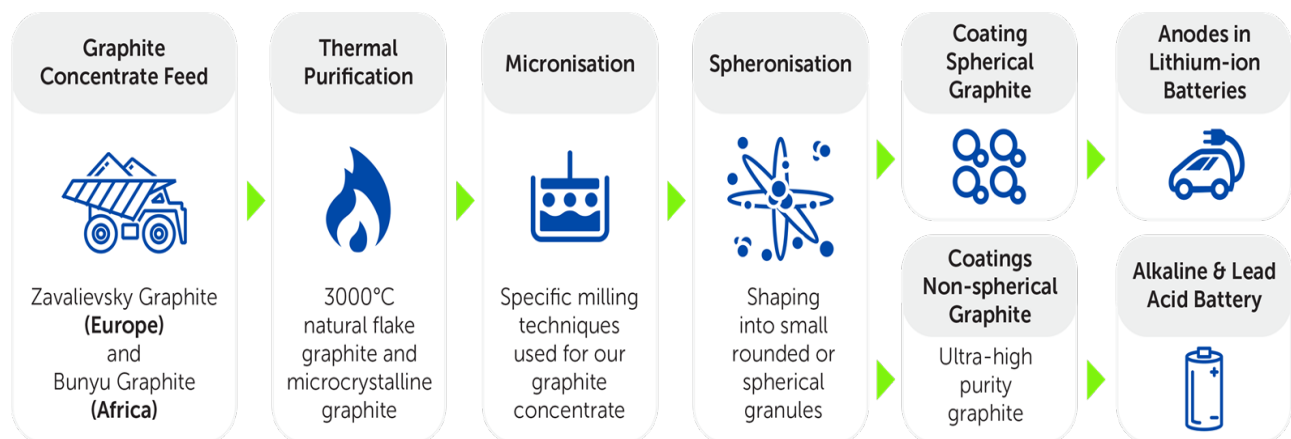 Graphite
Concentrate Feed
Zavalievsky Graphite
(Europe)
and
Bunyu Graphite
(Africa)
Thermal
Purification
3000°C
natural flake
graphite and
microcrystalline
graphite
Micronisation
Specific milling
techniques
used for our
graphite
concentrate
Spheronisation
Shaping
into small
rounded or
spherical
granules
Coating
Spherical
Graphite
Anodes in
Lithium-ion
Batteries
Coatings
Non-spherical
Graphite
Ultra-high
purity
graphite
Alkaline & Lead
Acid Battery